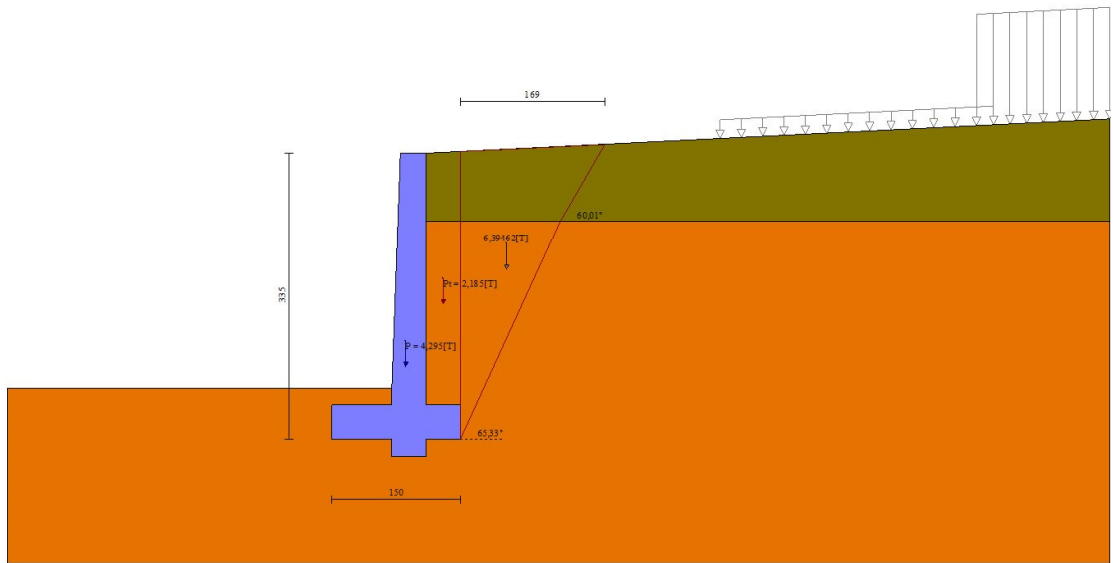 169
60,01°
6,39462[T]
Pt = 2,185[T]
335
P = 4,295[T]
65,33°
150